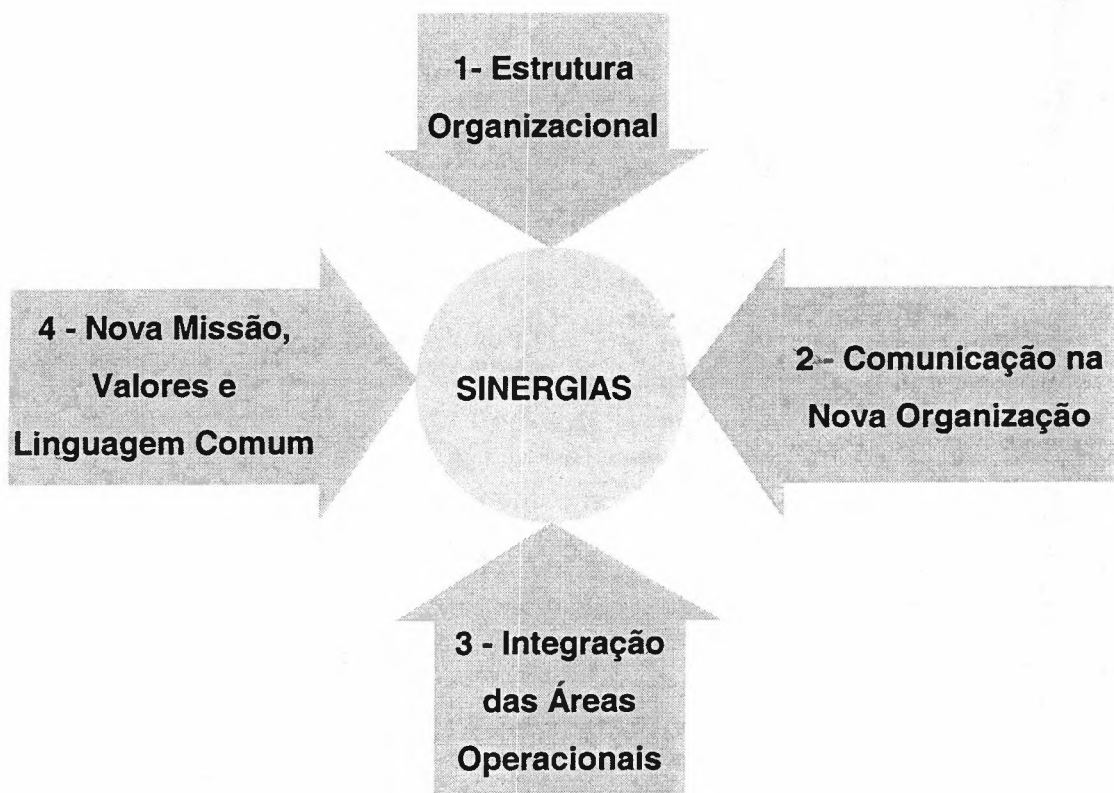 1- Estrutura
Organizacional
2- Comunicação na
Nova Organização
3 - Integração
das Áreas
Operacionais
4 - Nova Missão,
Valores e
Linguagem Comum
SINERGIAS